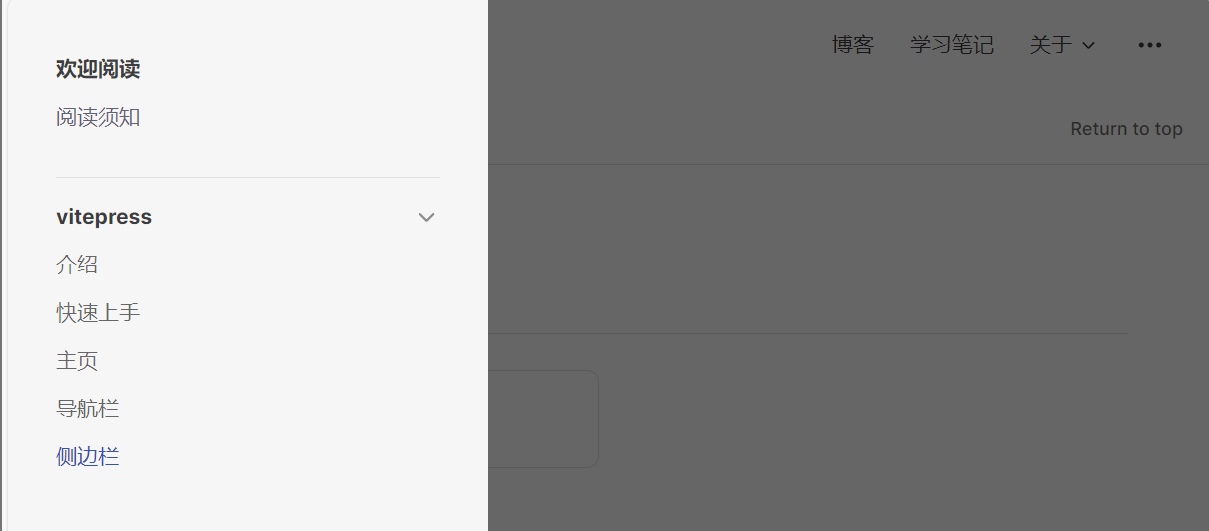 欢迎阅读
阅读须知
vitepress
介绍
快速上手
主页
导航栏
侧边栏
博客 学习笔记 关于
Return to top